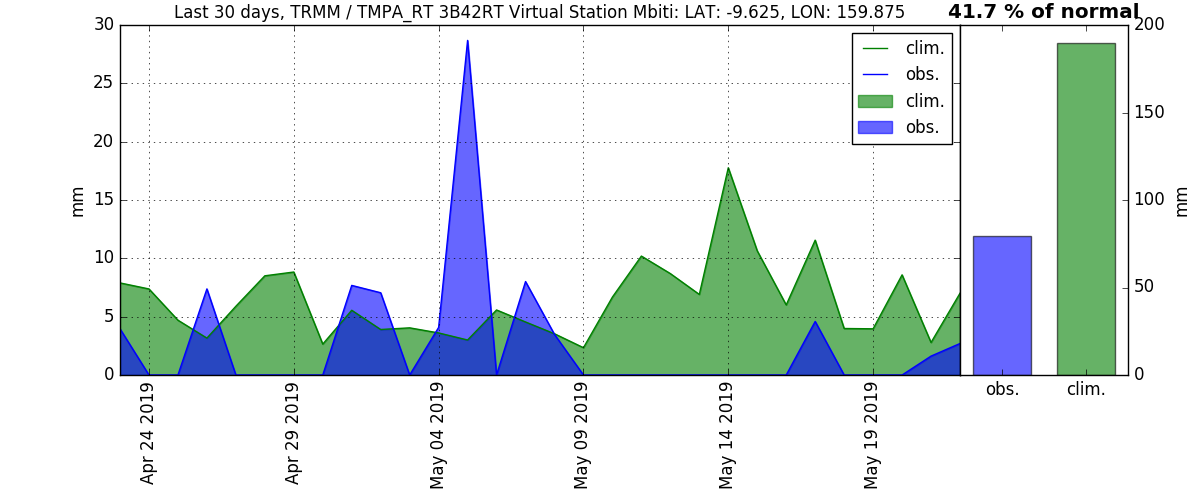 Last 30 days, TRMM / TMPA_RT 3B42RT Virtual Station Mbiti: LAT: -9.625, LON: 159.875
41.7 % of normal
30
25
20
15
10
5
0
mm
clim.
obs.
clim.
obs.
200
150
100
50
0
mm
Apr 24 2019
Apr 29 2019
May 04 2019
May 09 2019
May 14 2019
May 19 2019
obs.
clim.